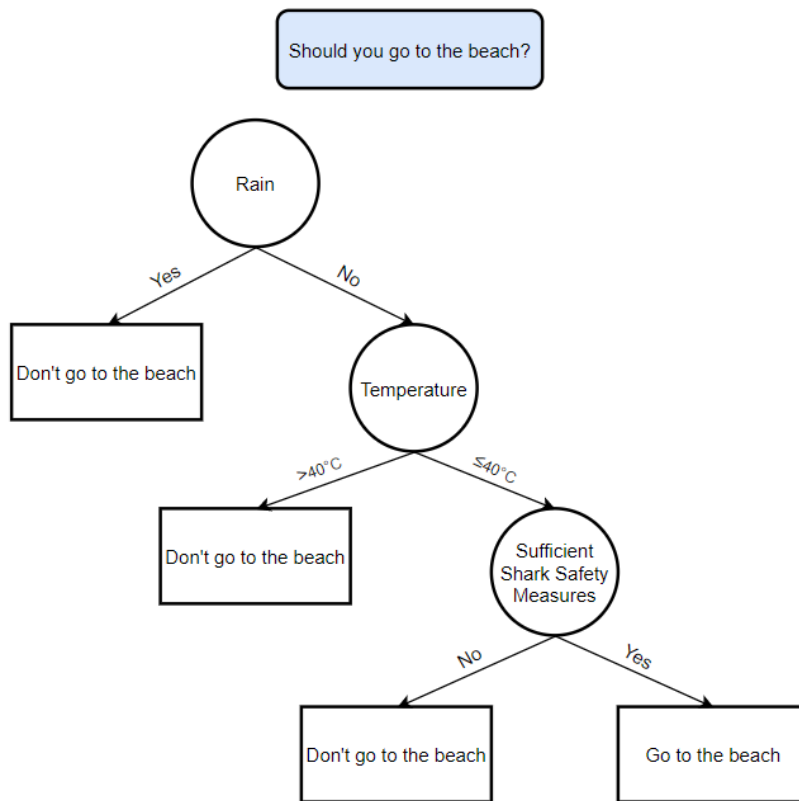 Should you go to the beach?
Rain
Yes
No
Don't go to the beach
Temperature
>40°C
≤40°C
Don't go to the beach
Sufficient
Shark Safety
Measures
No
Yes
Don't go to the beach
Go to the beach